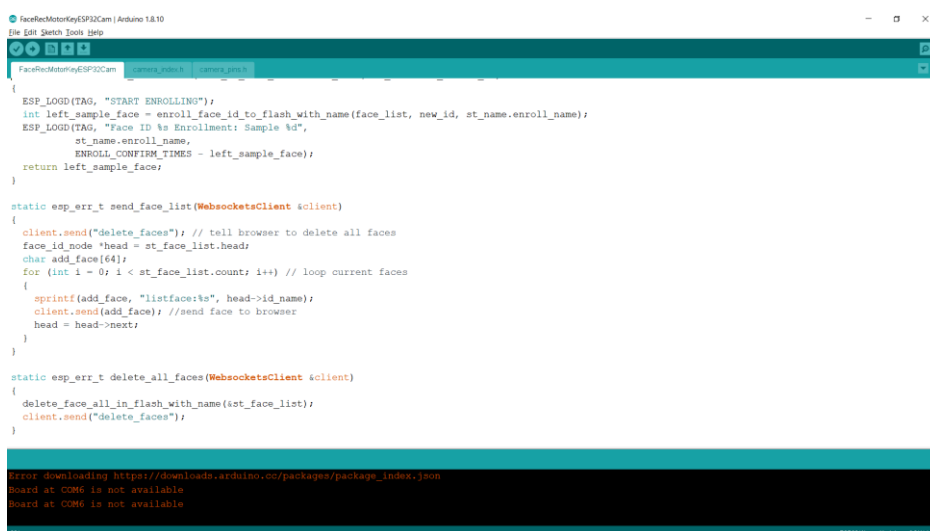 FaceRecMotorKeyESP32Cam | Arduino 1.8.10
File Edit Sketch Tools Help
FaceRecMotorKeyESP32Cam camera_index.h camera_pins.h
{
ESP_LOGD(TAG, "START ENROLLING");
int left_sample_face = enroll_face_id_to_flash_with_name(face_list, new_id, st_name.enroll_name);
ESP_LOGD(TAG, "Face ID %s Enrollment: Sample %d",
st_name.enroll_name,
ENROLL_CONFIRM_TIMES - left_sample_face);
return left_sample_face;
}
static esp_err_t send_face_list(WebsocketsClient &client)
{
client.send("delete_faces"); // tell browser to delete all faces
face_id_node *head = st_face_list.head;
char add_face[64];
for (int i = 0; i < st_face_list.count; i++) // loop current faces
{
sprintf(add_face, "listface:%s", head->id_name);
client.send(add_face); //send face to browser
head = head->next;
}
}
static esp_err_t delete_all_faces(WebsocketsClient &client)
{
delete_face_all_in_flash_with_name(&st_face_list);
client.send("delete_faces");
}
Error downloading https://downloads.arduino.cc/packages/package_index.json
Board at COM6 is not available
Board at COM6 is not available